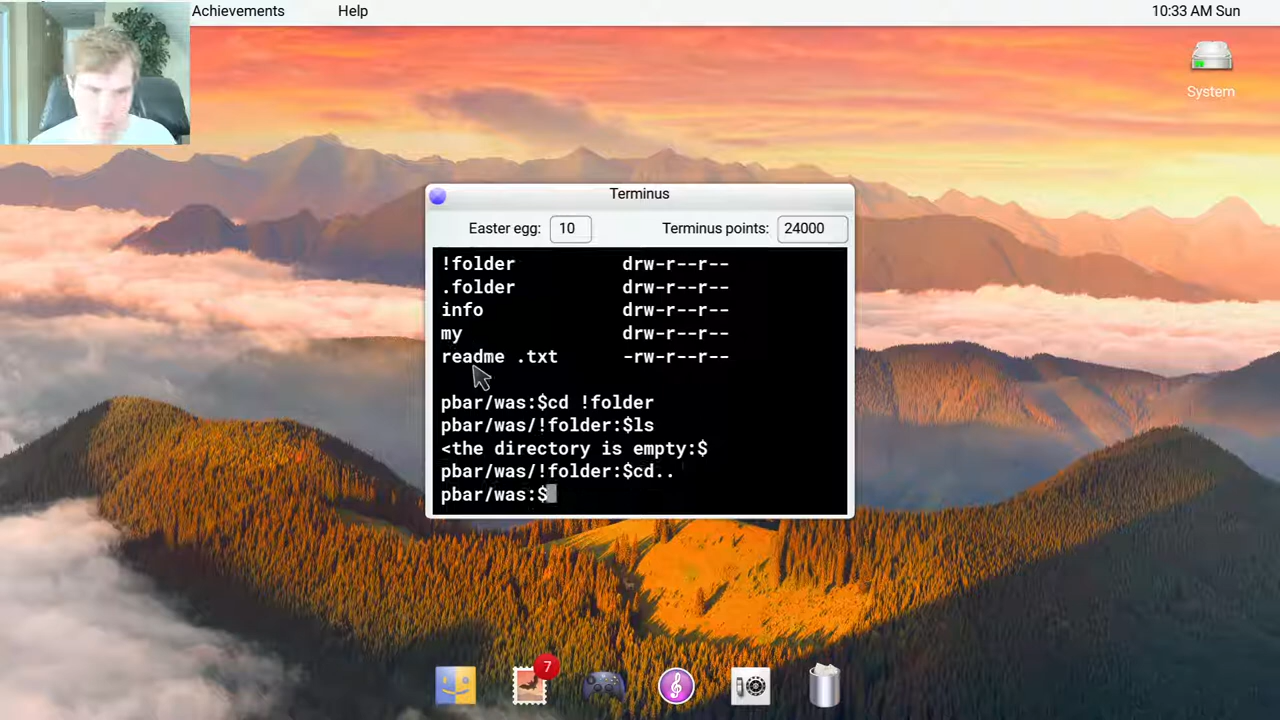 Achievements Help 10:33 AM Sun
System
Terminus
Easter egg: 10 Terminus points: 24000
!folder drw-r--r--
.folder drw-r--r--
info drw-r--r--
my drw-r--r--
readme .txt -rw-r--r--
pbar/was:$cd !folder
pbar/was/!folder:$ls
<the directory is empty:$
pbar/was/!folder:$cd..
pbar/was:$
7